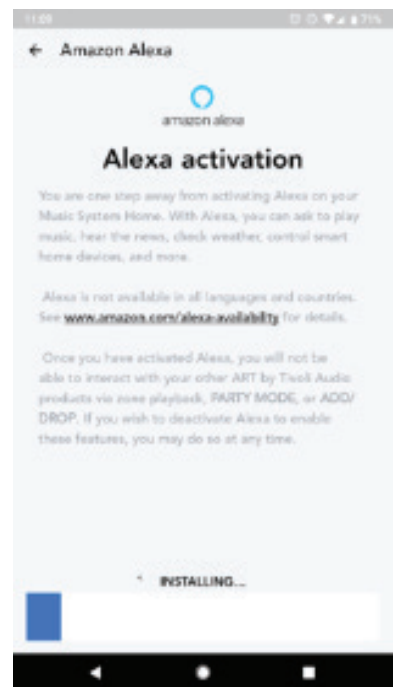 11:09
71%
← Amazon Alexa
amazon alexa
Alexa activation
You are one step away from activating Alexa on your
Music System Home. With Alexa, you can ask to play
music, hear the news, check weather, control smart
home devices, and more.
Alexa is not available in all languages and countries.
See www.amazon.com/alexa-availability for details.
Once you have activated Alexa, you will not be
able to interact with your other ART by Tivoli Audio
products via zone playback, PARTY MODE, or ADD/
DROP. If you wish to deactivate Alexa to enable
these features, you may do so at any time.
INSTALLING...